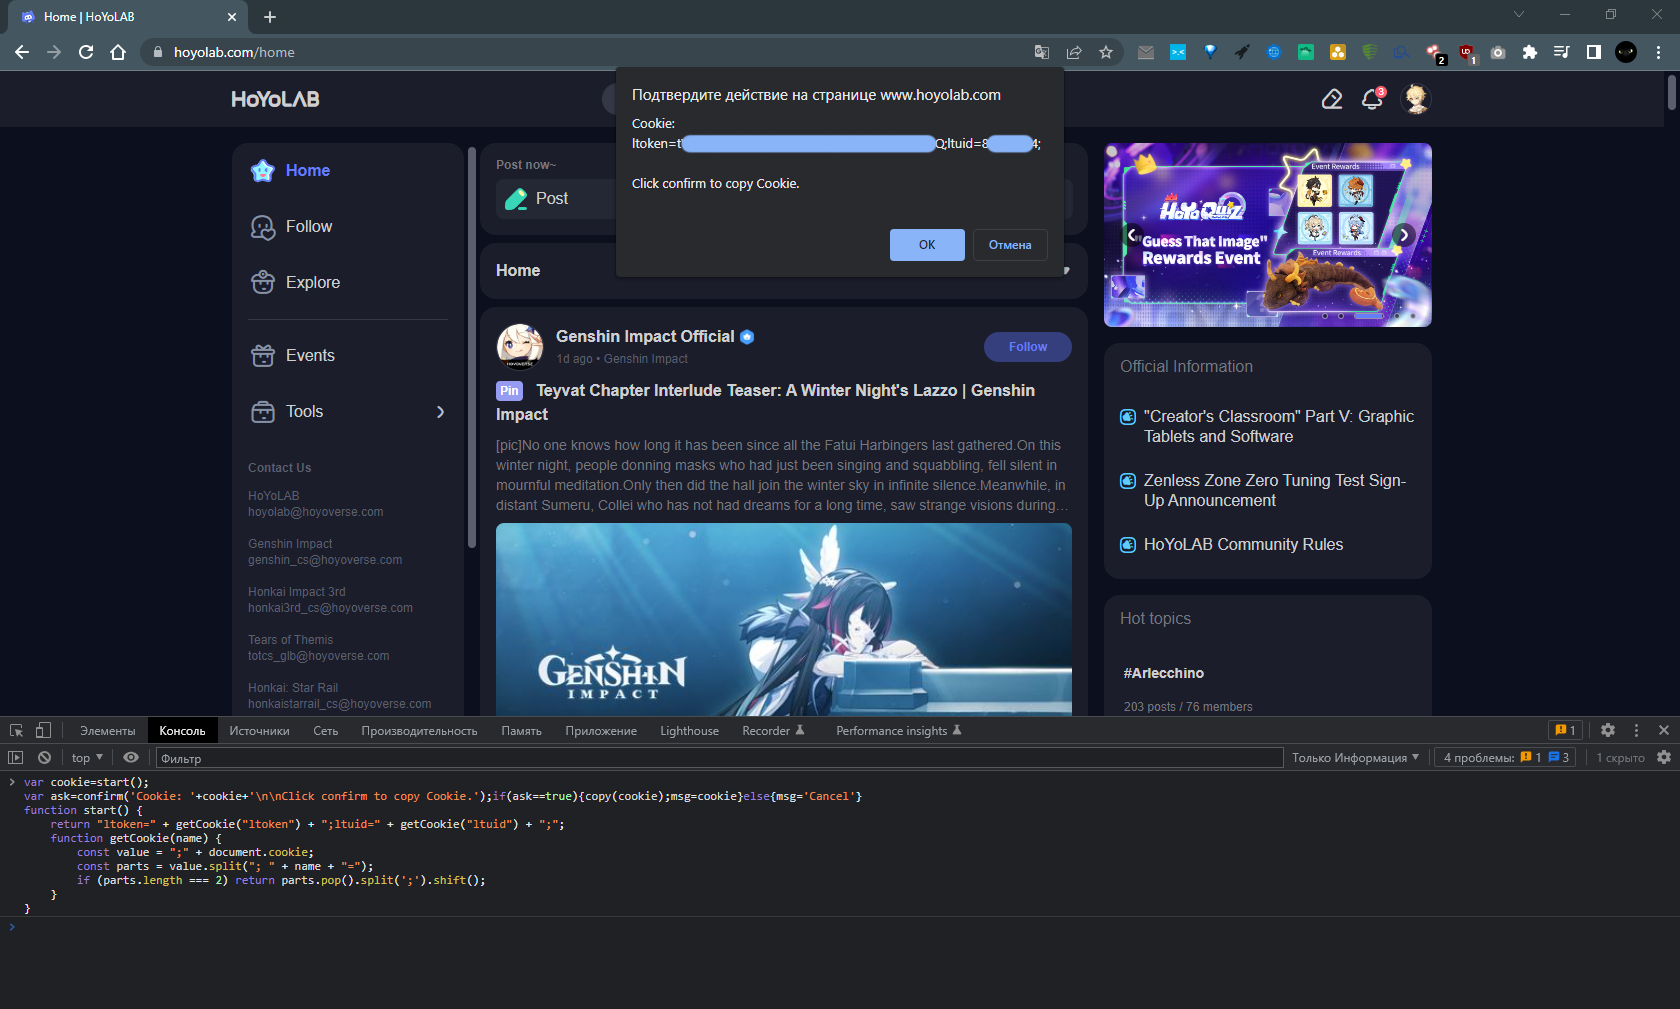 Home | HoYoLAB
hoyolab.com/home
2
1
HoYoLAB
3
Подтвердите действие на странице www.hoyolab.com
Cookie:
ltoken=t Q;ltuid=8 4;
Click confirm to copy Cookie.
OK
Отмена
Home
Follow
Explore
Events
Tools
Contact Us
HoYoLAB
hoyolab@hoyoverse.com
Genshin Impact
genshin_cs@hoyoverse.com
Honkai Impact 3rd
honkai3rd_cs@hoyoverse.com
Tears of Themis
totcs_glb@hoyoverse.com
Honkai: Star Rail
honkaistarrail_cs@hoyoverse.com
Post now~
Post
Home
Genshin Impact Official
1d ago • Genshin Impact
Follow
Pin Teyvat Chapter Interlude Teaser: A Winter Night's Lazzo | Genshin
Impact
[pic]No one knows how long it has been since all the Fatui Harbingers last gathered.On this
winter night, people donning masks who had just been singing and squabbling, fell silent in
mournful meditation.Only then did the hall join the winter sky in infinite silence.Meanwhile, in
distant Sumeru, Collei who has not had dreams for a long time, saw strange visions during...
GENSHIN
IMPACT
Event Rewards
HoYo QUIZ
"Guess That Image"
Rewards Event
Event Rewards
Official Information
"Creator's Classroom" Part V: Graphic
Tablets and Software
Zenless Zone Zero Tuning Test Sign-
Up Announcement
HoYoLAB Community Rules
Hot topics
#Arlecchino
203 posts / 76 members
Элементы Консоль Источники Сеть Производительность Память Приложение Lighthouse Recorder Performance insights 1
top Фильтр Только Информация 4 проблемы: 1 3 1 скрыто
var cookie=start();
var ask=confirm('Cookie: '+cookie+'\n\nClick confirm to copy Cookie.');if(ask==true){copy(cookie);msg=cookie}else{msg='Cancel'}
function start() {
return "ltoken=" + getCookie("ltoken") + ";ltuid=" + getCookie("ltuid") + ";";
function getCookie(name) {
const value = ";" + document.cookie;
const parts = value.split("; " + name + "=");
if (parts.length === 2) return parts.pop().split(';').shift();
}
}